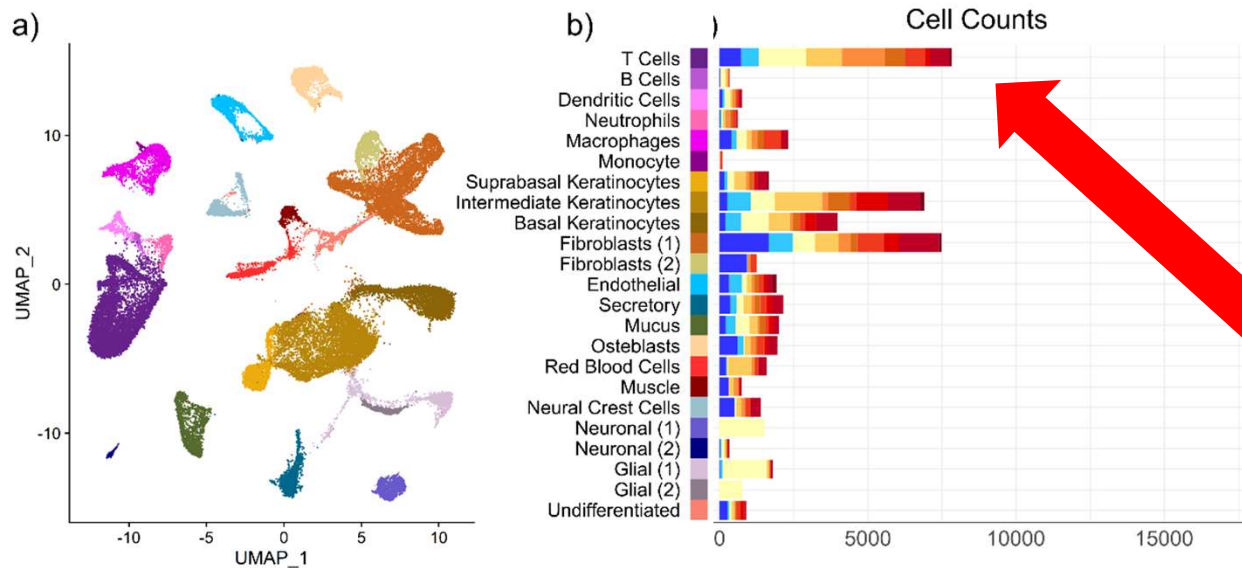 a)
UMAP_2
10
0
-10
-10
-5
0
5
10
UMAP_1
b)
)
Cell Counts
T Cells
B Cells
Dendritic Cells
Neutrophils
Macrophages
Monocyte
Suprabasal Keratinocytes
Intermediate Keratinocytes
Basal Keratinocytes
Fibroblasts (1)
Fibroblasts (2)
Endothelial
Secretory
Mucus
Osteblasts
Red Blood Cells
Muscle
Neural Crest Cells
Neuronal (1)
Neuronal (2)
Glial (1)
Glial (2)
Undifferentiated
0
5000
10000
15000